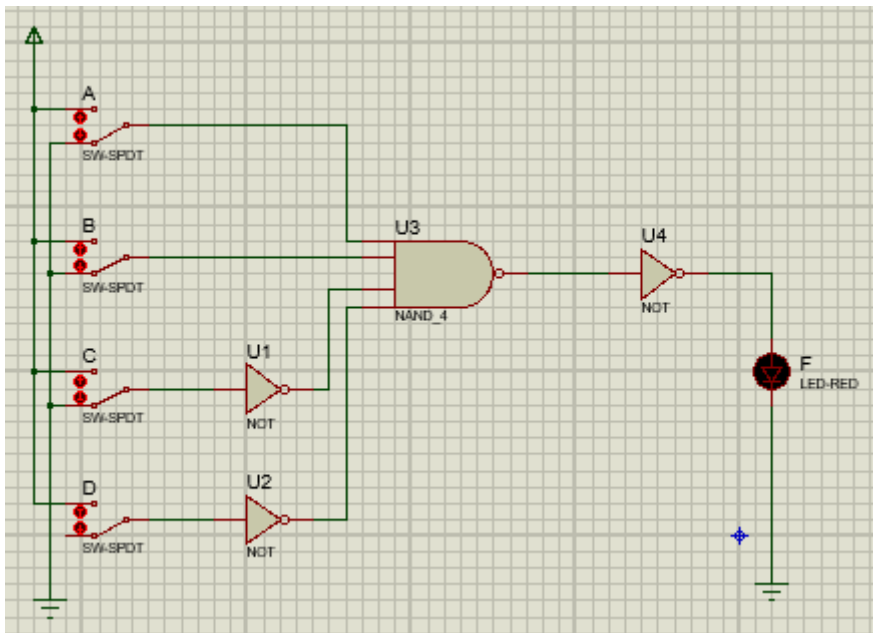 A
SW-SPDT
B
SW-SPDT
U3
NAND_4
U4
NOT
C
SW-SPDT
U1
NOT
F
LED-RED
D
SW-SPDT
U2
NOT